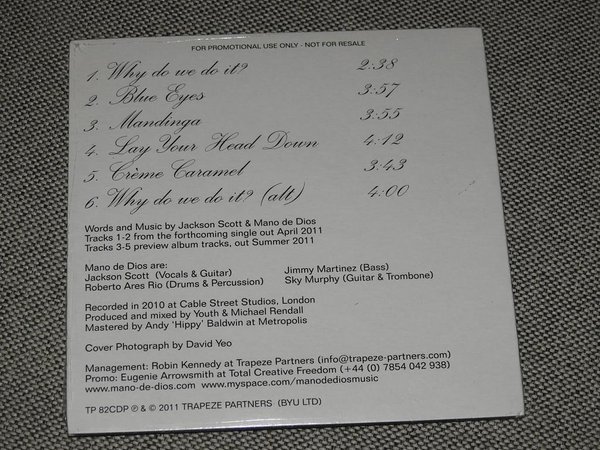 FOR PROMOTIONAL USE ONLY - NOT FOR RESALE
1. Why do we do it? 2:38
2. Blue Eyes 3:57
3. Mandinga 3:55
4. Lay Your Head Down 4:12
5. Crème Caramel 3:43
6. Why do we do it? (alt) 4:00
Words and Music by Jackson Scott & Mano de Dios
Tracks 1-2 from the forthcoming single out April 2011
Tracks 3-5 preview album tracks, out Summer 2011
Mano de Dios are:
Jackson Scott (Vocals & Guitar) Jimmy Martinez (Bass)
Roberto Ares Rio (Drums & Percussion) Sky Murphy (Guitar & Trombone)
Recorded in 2010 at Cable Street Studios, London
Produced and mixed by Youth & Michael Rendall
Mastered by Andy 'Hippy' Baldwin at Metropolis
Cover Photograph by David Yeo
Management: Robin Kennedy at Trapeze Partners (info@trapeze-partners.com)
Promo: Eugenie Arrowsmith at Total Creative Freedom (+44 (0) 7854 042 938)
www.mano-de-dios.com www.myspace.com/manodediosmusic
TP 82CDP ℗ & © 2011 TRAPEZE PARTNERS (BYU LTD)